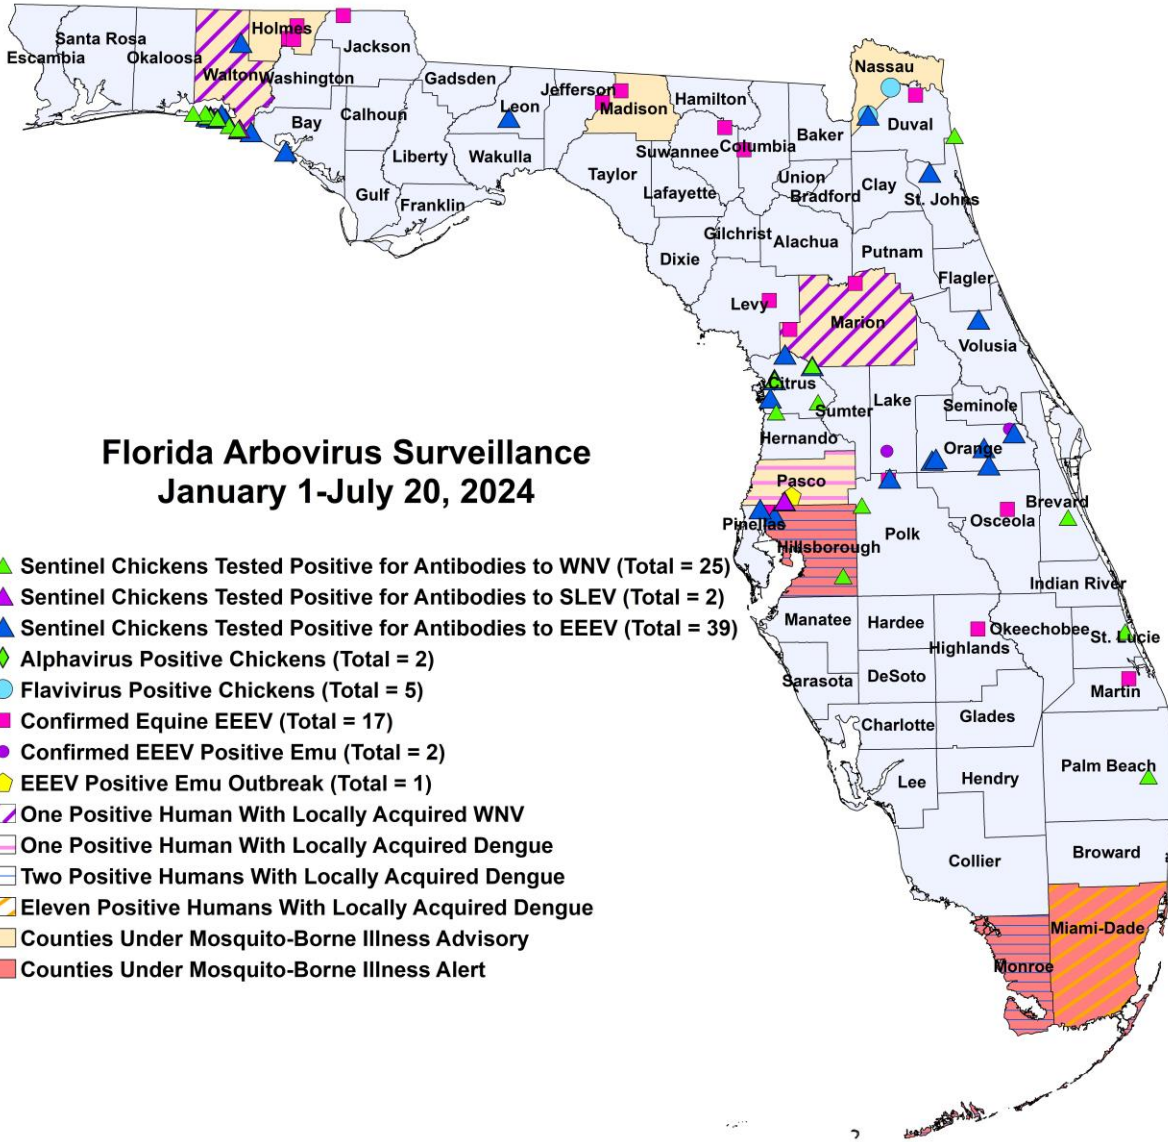 Holmes
Santa Rosa
Jackson
Escambia
Okaloosa
Walton
Washington
Gadsden
Nassau
Jefferson
Madison
Hamilton
Leon
Calhoun
Bay
Duval
Baker
Columbia
Suwannee
Liberty
Wakulla
Taylor
Union
Bradford
Clay
St. Johns
Lafayette
Gulf
Franklin
Gilchrist
Alachua
Putnam
Dixie
Flagler
Levy
Marion
Volusia
Citrus
Lake
Seminole
Sumter
Hernando
Orange
Florida Arbovirus Surveillance
January 1-July 20, 2024
Pasco
Brevard
Osceola
Pinellas
Polk
Hillsborough
Sentinel Chickens Tested Positive for Antibodies to WNV (Total = 25)
Sentinel Chickens Tested Positive for Antibodies to SLEV (Total = 2)
Sentinel Chickens Tested Positive for Antibodies to EEEV (Total = 39)
Alphavirus Positive Chickens (Total = 2)
Flavivirus Positive Chickens (Total = 5)
Confirmed Equine EEEV (Total = 17)
Confirmed EEEV Positive Emu (Total = 2)
EEEV Positive Emu Outbreak (Total = 1)
One Positive Human With Locally Acquired WNV
One Positive Human With Locally Acquired Dengue
Two Positive Humans With Locally Acquired Dengue
Eleven Positive Humans With Locally Acquired Dengue
Counties Under Mosquito-Borne Illness Advisory
Counties Under Mosquito-Borne Illness Alert
Indian River
Manatee
Hardee
Okeechobee
St. Lucie
Highlands
Sarasota
DeSoto
Martin
Charlotte
Glades
Palm Beach
Lee
Hendry
Collier
Broward
Miami-Dade
Monroe